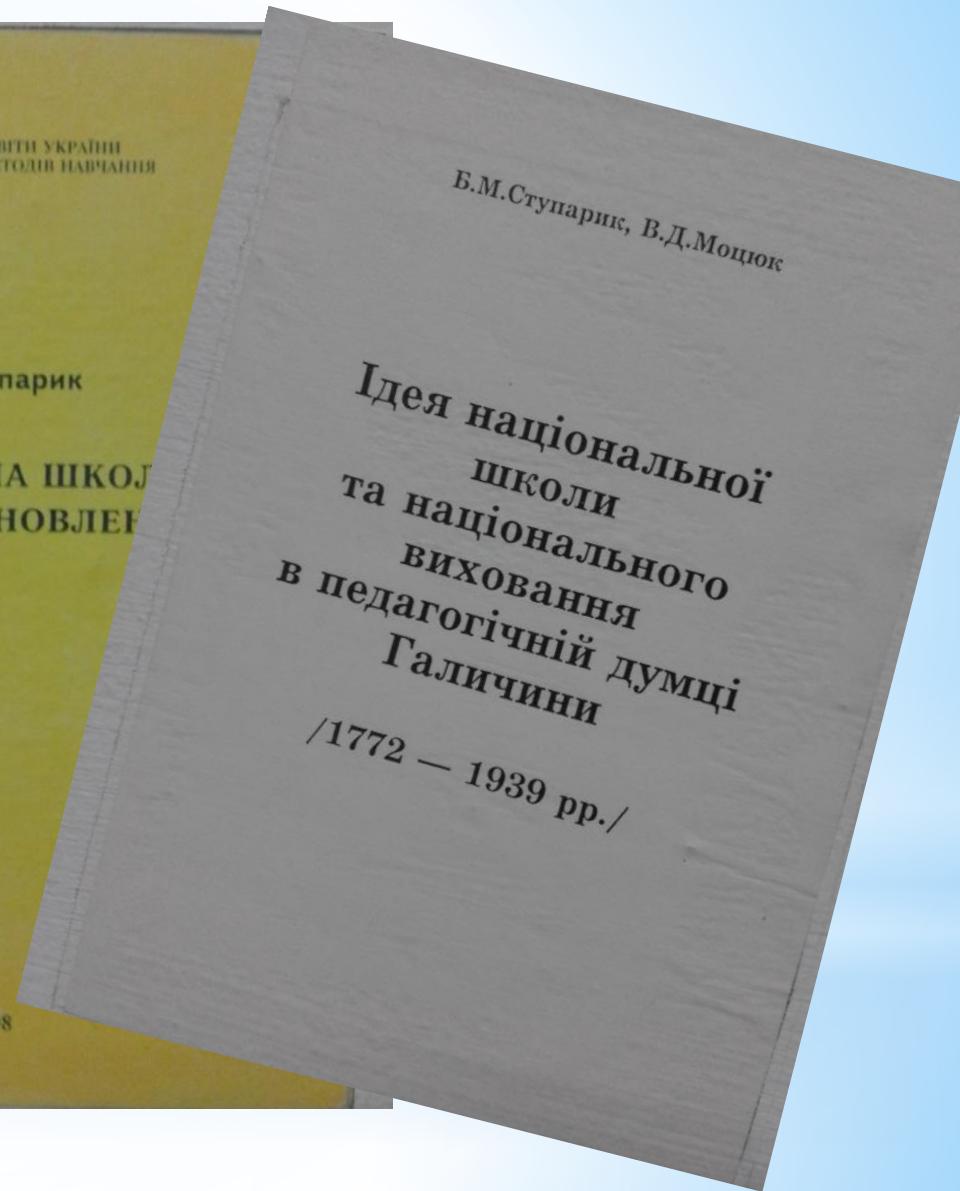 ВІТИ УКРАЇНИ
ТОДІВ НАВЧАННЯ
парик
А ШКОЛ
НОВЛЕН
8
Б.М.Ступарик, В.Д.Моцюк
Ідея національної
школи
та національного
виховання
в педагогічній думці
Галичини
/1772 — 1939 рр./